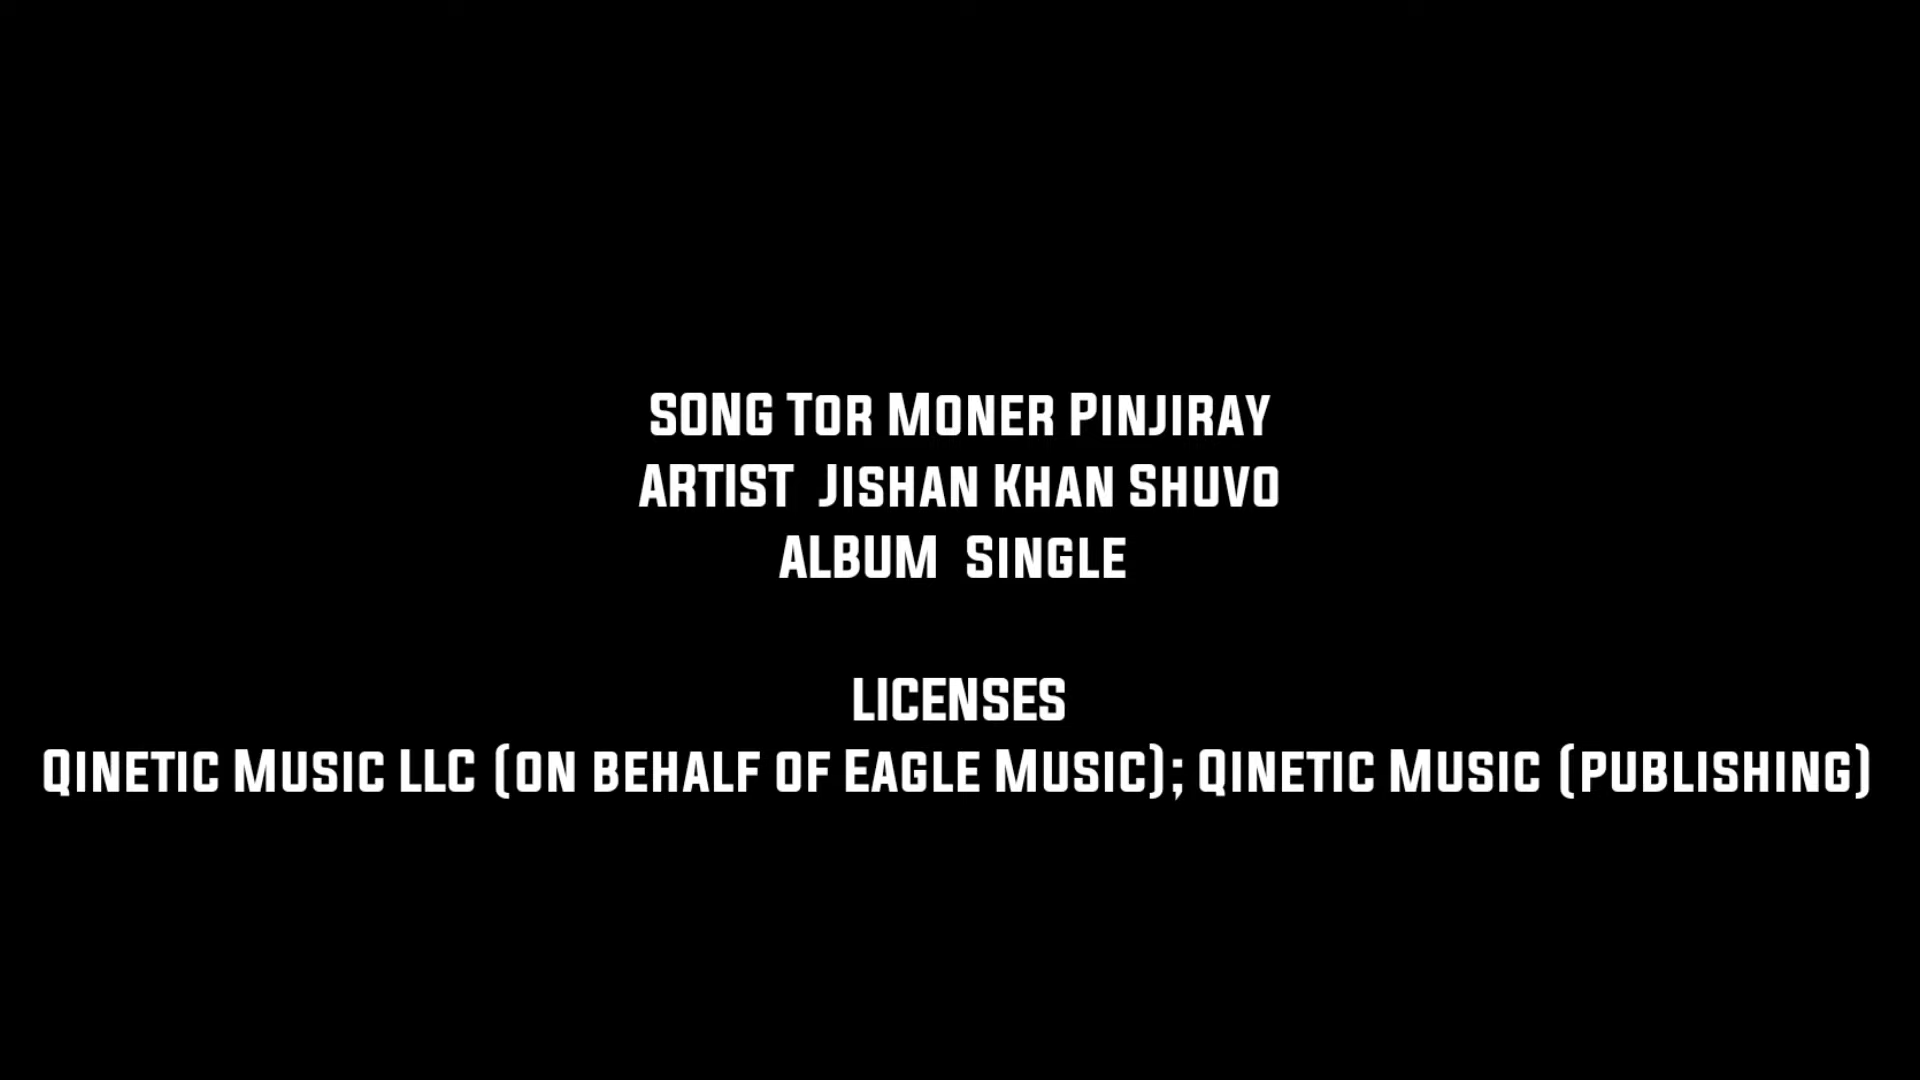 SONG Tor Moner Pinjiray
ARTIST Jishan Khan Shuvo
ALBUM Single
LICENSES
Qinetic Music LLC (on behalf of Eagle Music); Qinetic Music (publishing)